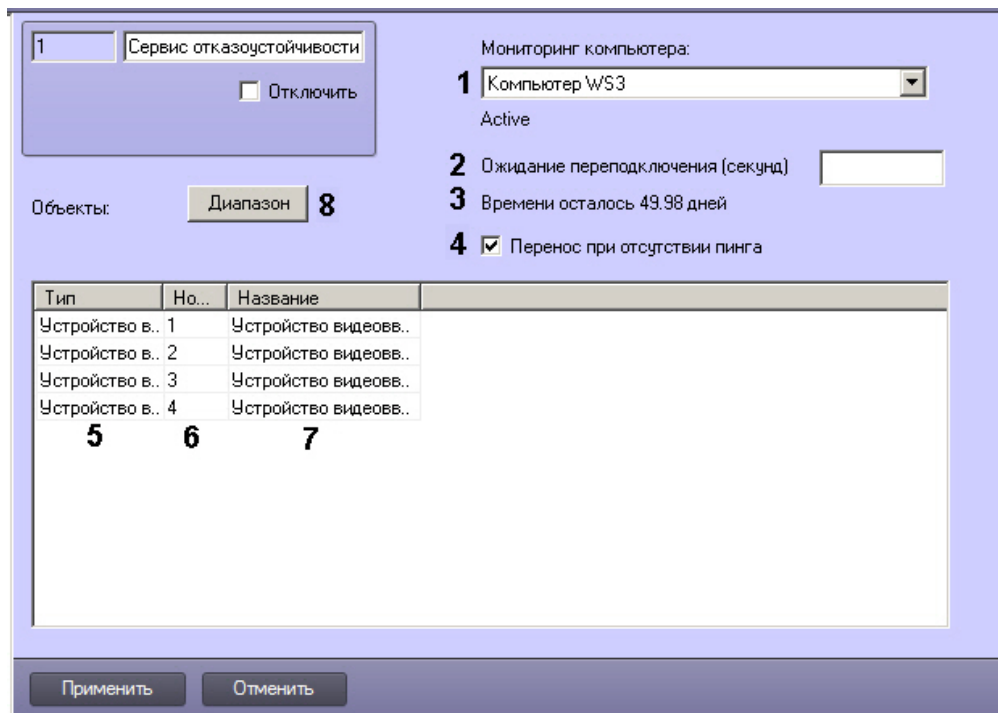 1 Сервис отказоустойчивости
Отключить
Мониторинг компьютера:
1 Компьютер WS3
Active
2 Ожидание переподключения (секунд)
3 Времени осталось 49.98 дней
4 Перенос при отсутствии пинга
Объекты: Диапазон 8
Тип Но... Название
Устройство в.. 1 Устройство видеовв..
Устройство в.. 2 Устройство видеовв..
Устройство в.. 3 Устройство видеовв..
Устройство в.. 4 Устройство видеовв..
5 6 7
Применить Отменить